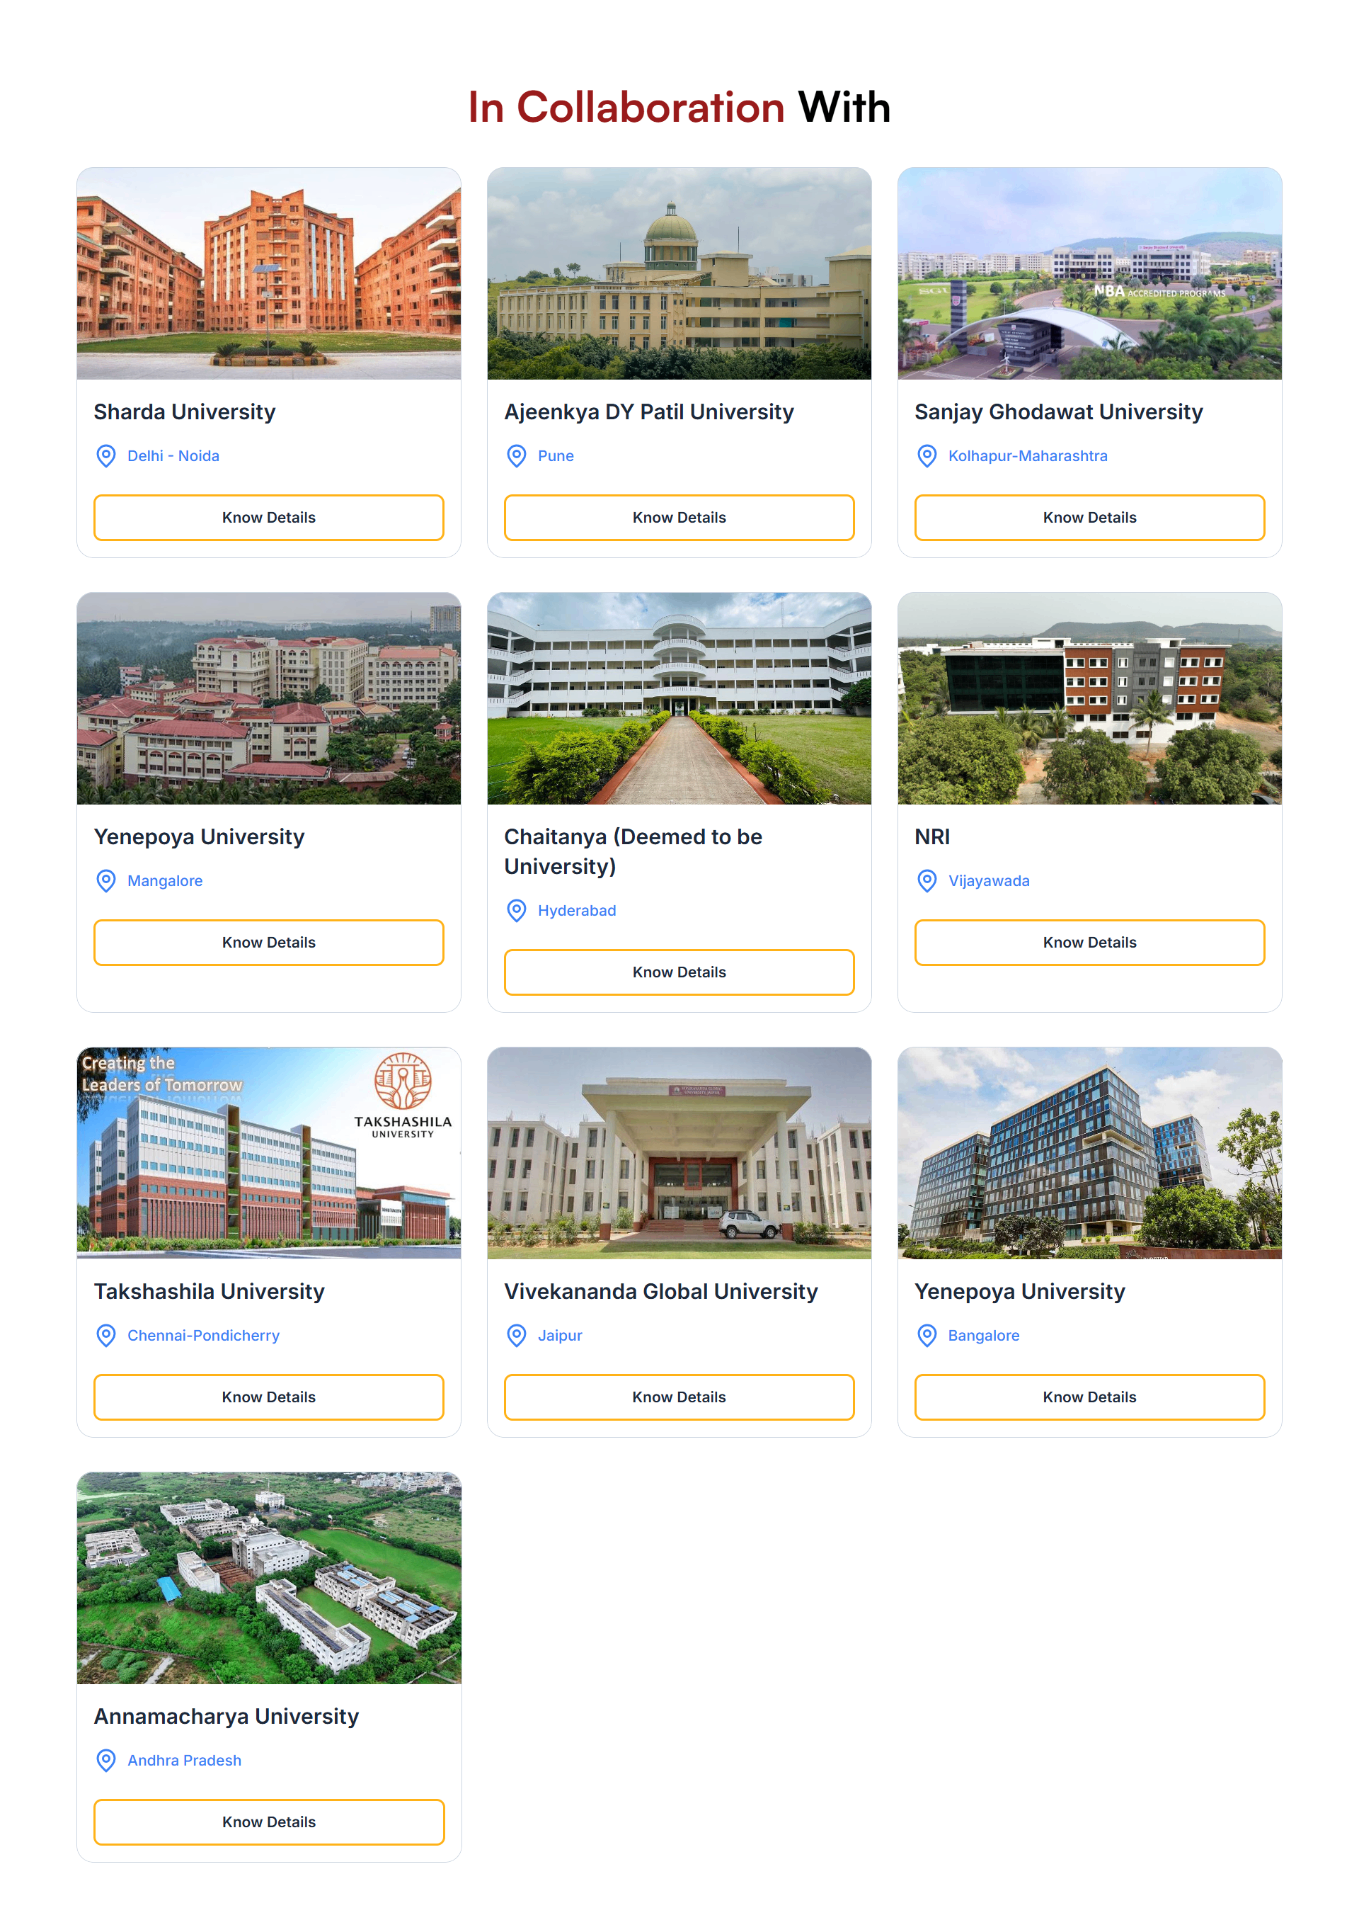 In Collaboration With
Sharda University
Delhi - Noida
Know Details
Ajeenkya DY Patil University
Pune
Know Details
NBA ACCREDITED PROGRAMS
Sanjay Ghodawat University
Kolhapur-Maharashtra
Know Details
Yenepoya University
Mangalore
Know Details
Chaitanya (Deemed to be
University)
Hyderabad
Know Details
NRI
Vijayawada
Know Details
Creating the
Leaders of Tomorrow
TAKSHASHILA
UNIVERSITY
Takshashila University
Chennai-Pondicherry
Know Details
Vivekananda Global University
Jaipur
Know Details
Yenepoya University
Bangalore
Know Details
Annamacharya University
Andhra Pradesh
Know Details